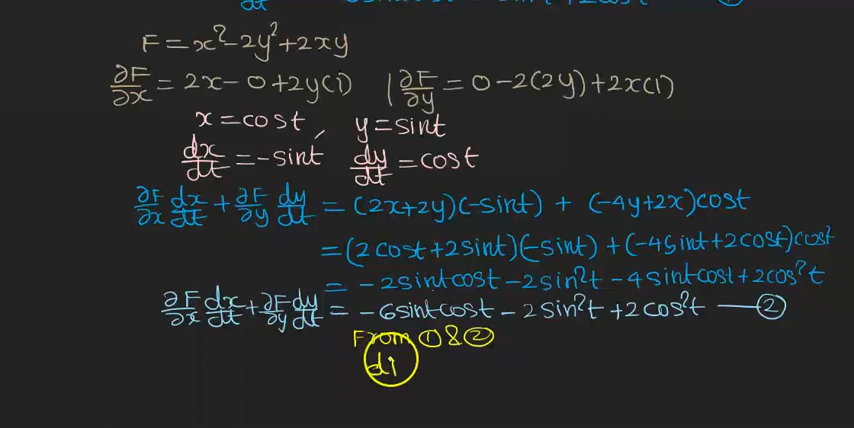 dt
F = x² - 2y² + 2xy
∂F/∂x = 2x - 0 + 2y(1) | ∂F/∂y = 0 - 2(2y) + 2x(1)
x = cost, y = sint
dx/dt = -sint dy/dt = cost
∂F/∂x dx/dt + ∂F/∂y dy/dt = (2x+2y)(-sint) + (-4y+2x)cost
= (2cost+2sint)(-sint) + (-4sint+2cost)cost
= -2sintcost - 2sin²t - 4sintcost + 2cos²t
∂F/∂x dx/dt + ∂F/∂y dy/dt = -6sintcost - 2sin²t + 2cos²t —②
From ① & ②
di